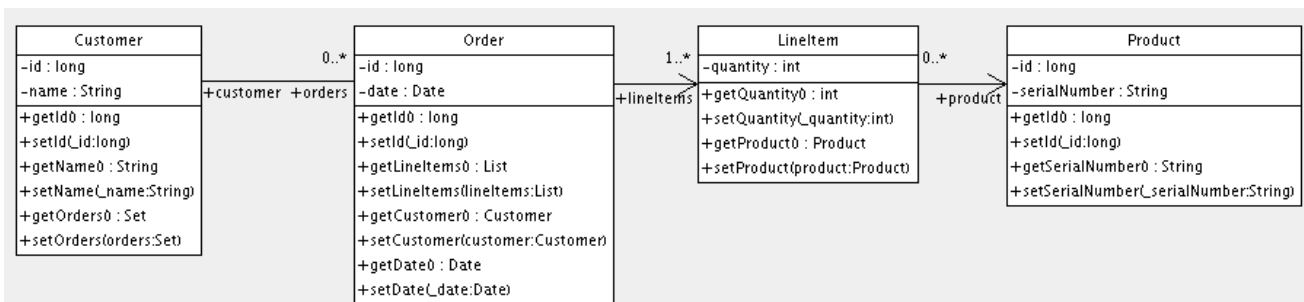 Customer
-id : long
-name : String
+getId() : long
+setId(_id:long)
+getName() : String
+setName(_name:String)
+getOrders() : Set
+setOrders(orders:Set)
0..*
+customer +orders
Order
-id : long
-date : Date
+getId() : long
+setId(_id:long)
+getLineItems() : List
+setLineItems(lineItems:List)
+getCustomer() : Customer
+setCustomer(customer:Customer)
+getDate() : Date
+setDate(_date:Date)
1..*
+lineItems
LineItem
-quantity : int
+getQuantity() : int
+setQuantity(_quantity:int)
+getProduct() : Product
+setProduct(product:Product)
0..*
+product
Product
-id : long
-serialNumber : String
+getId() : long
+setId(_id:long)
+getSerialNumber() : String
+setSerialNumber(_serialNumber:String)